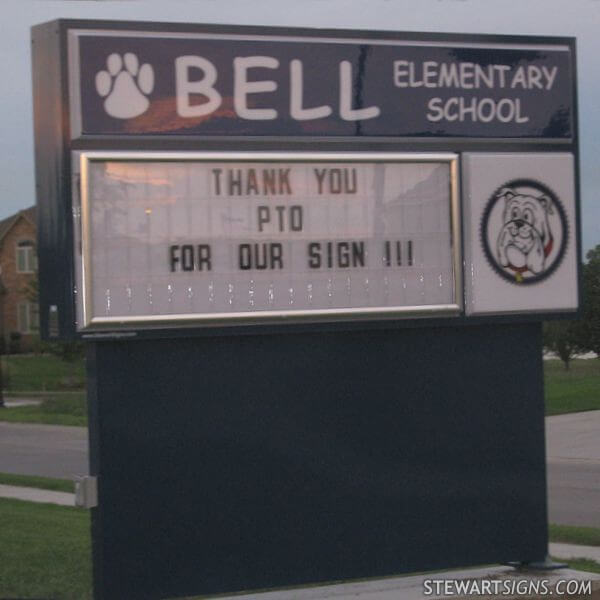 BELL ELEMENTARY
SCHOOL
THANK YOU
PTO
FOR OUR SIGN !!!
STEWARTSIGNS.COM